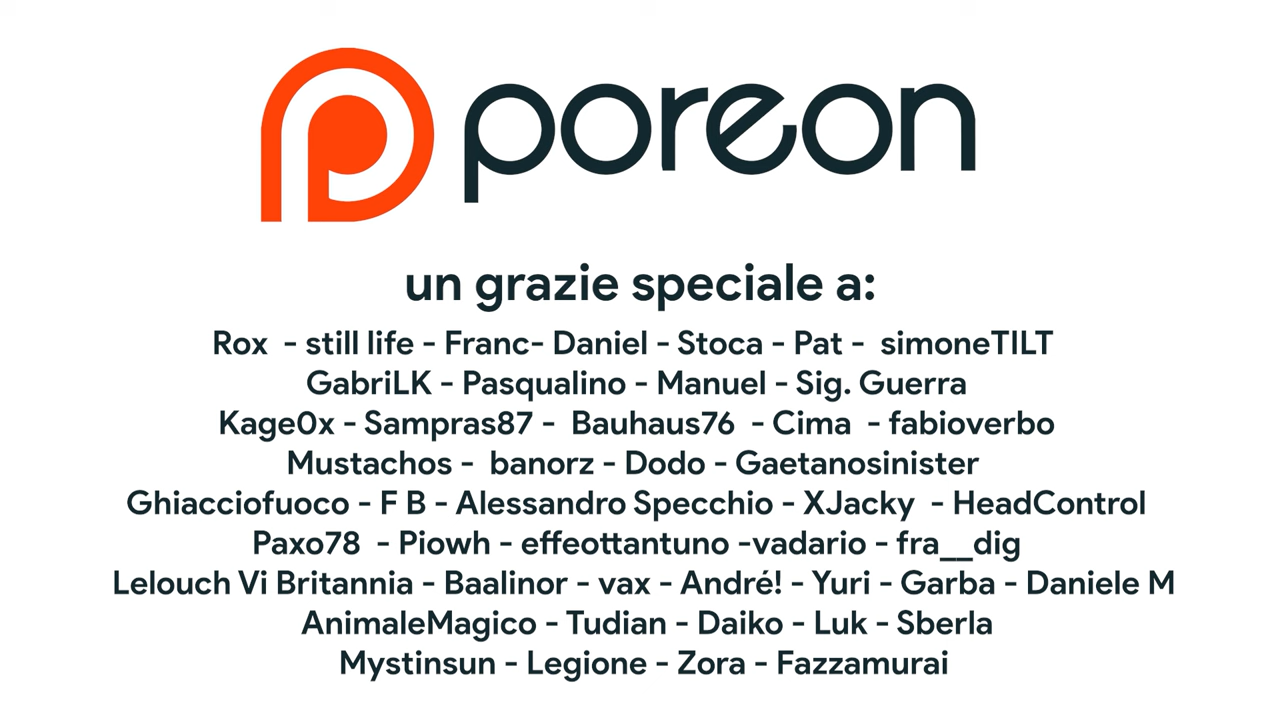 poreon
un grazie speciale a:
Rox - still life - Franc- Daniel - Stoca - Pat - simoneTILT
GabriLK - Pasqualino - Manuel - Sig. Guerra
Kage0x - Sampras87 - Bauhaus76 - Cima - fabioverbo
Mustachos - banorz - Dodo - Gaetanosinister
Ghiacciofuoco - F B - Alessandro Specchio - XJacky - HeadControl
Paxo78 - Piowh - effeottantuno -vadario - fra__dig
Lelouch Vi Britannia - Baalinor - vax - André! - Yuri - Garba - Daniele M
AnimaleMagico - Tudian - Daiko - Luk - Sberla
Mystinsun - Legione - Zora - Fazzamurai